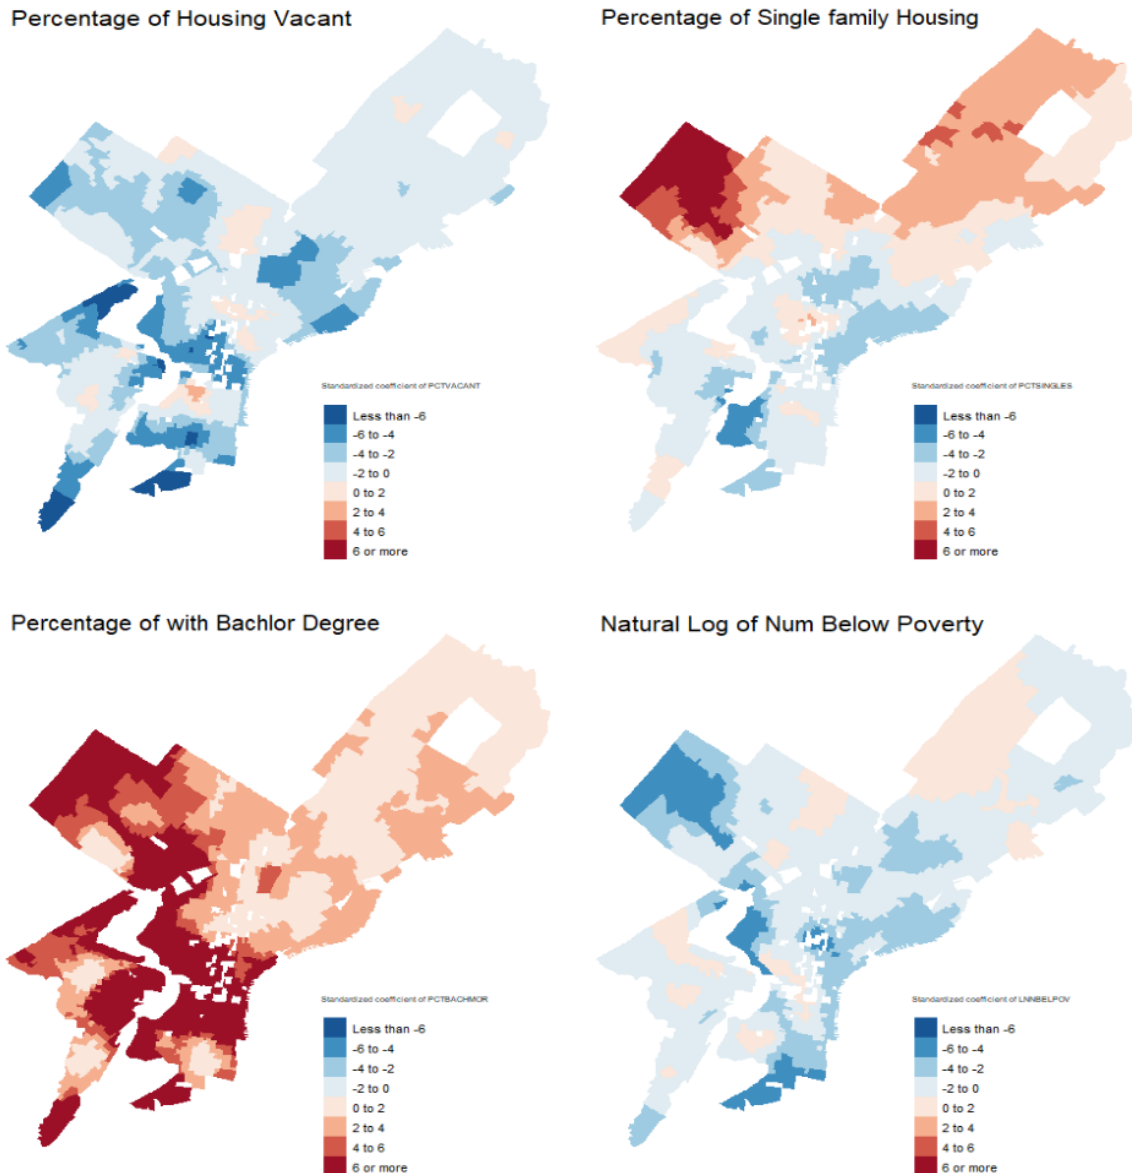 Percentage of Housing Vacant
Standardized coefficient of PCTVACANT
Less than -6
-6 to -4
-4 to -2
-2 to 0
0 to 2
2 to 4
4 to 6
6 or more
Percentage of Single family Housing
Standardized coefficient of PCTSINGLES
Less than -6
-6 to -4
-4 to -2
-2 to 0
0 to 2
2 to 4
4 to 6
6 or more
Percentage of with Bachlor Degree
Standardized coefficient of PCTBACHMOR
Less than -6
-6 to -4
-4 to -2
-2 to 0
0 to 2
2 to 4
4 to 6
6 or more
Natural Log of Num Below Poverty
Standardized coefficient of LNNBELPOV
Less than -6
-6 to -4
-4 to -2
-2 to 0
0 to 2
2 to 4
4 to 6
6 or more